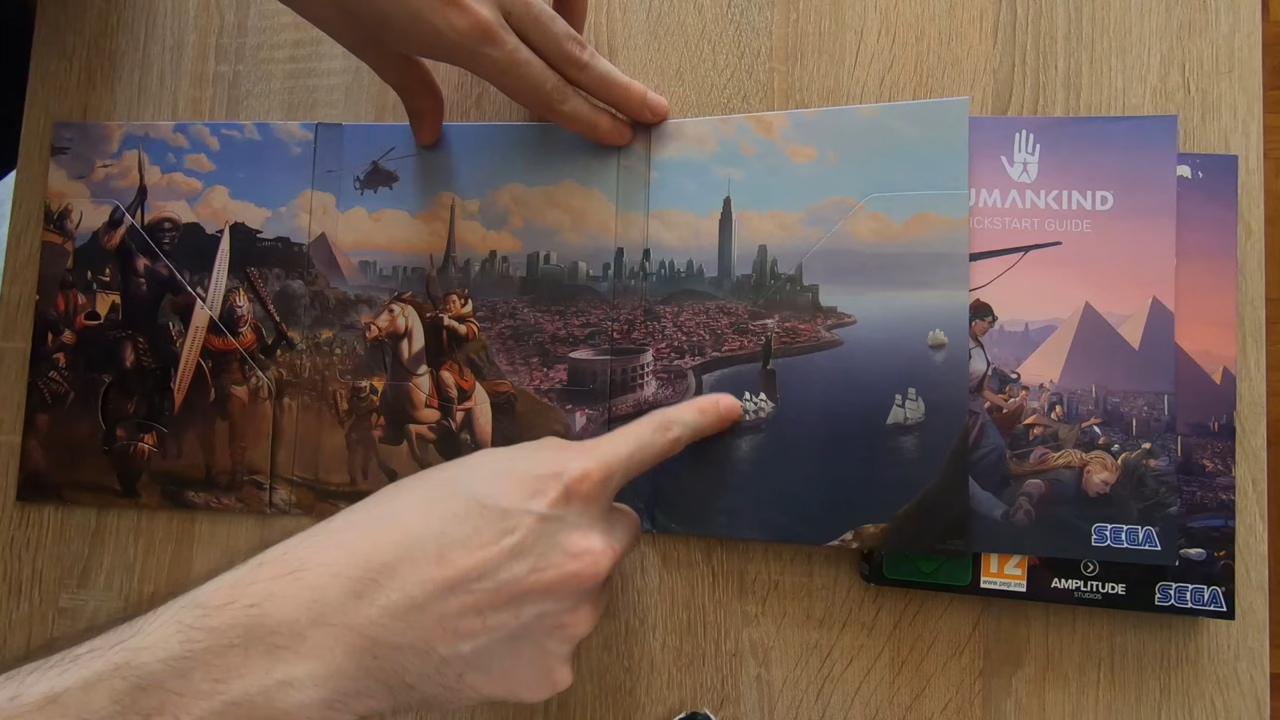 UMANKIND
ICKSTART GUIDE
SEGA
12
www.pegi.info
AMPLITUDE
STUDIOS
SEGA